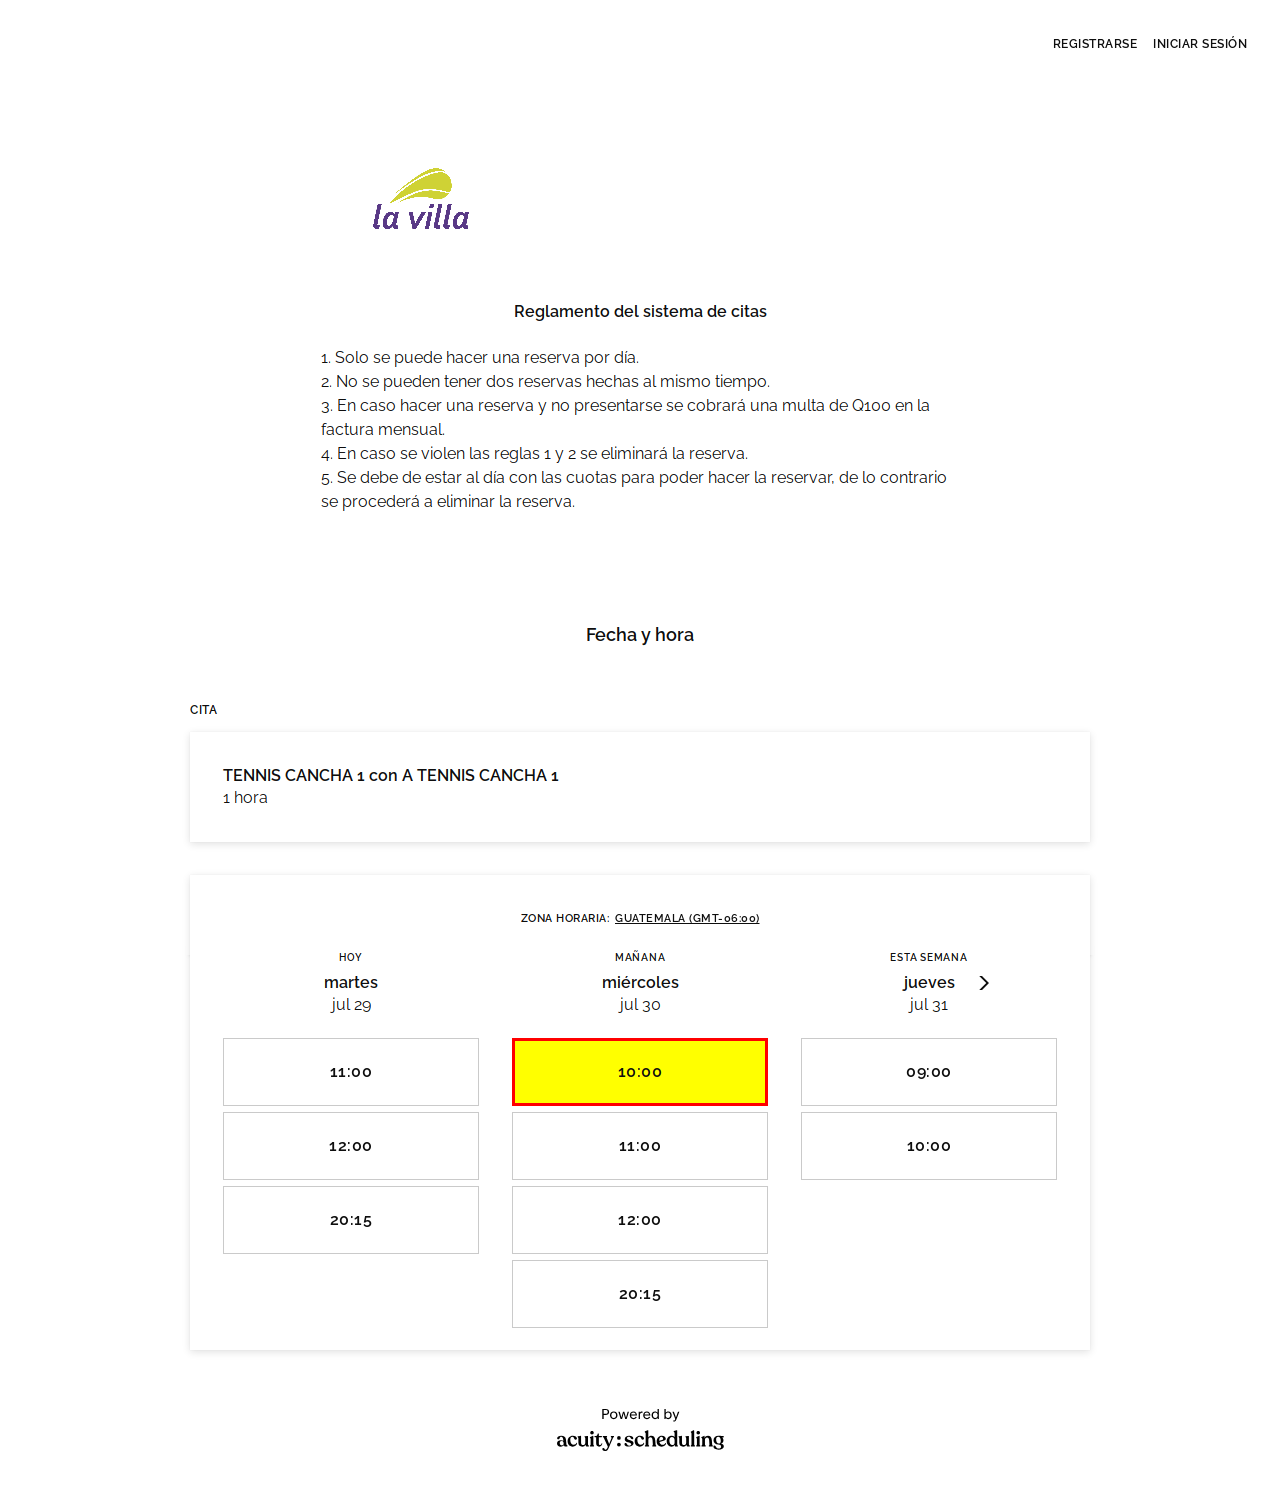 REGISTRARSE INICIAR SESIÓN
la villa
Reglamento del sistema de citas
1. Solo se puede hacer una reserva por día.
2. No se pueden tener dos reservas hechas al mismo tiempo.
3. En caso hacer una reserva y no presentarse se cobrará una multa de Q100 en la
factura mensual.
4. En caso se violen las reglas 1 y 2 se eliminará la reserva.
5. Se debe de estar al día con las cuotas para poder hacer la reservar, de lo contrario
se procederá a eliminar la reserva.
Fecha y hora
CITA
TENNIS CANCHA 1 con A TENNIS CANCHA 1
1 hora
ZONA HORARIA: GUATEMALA (GMT-06:00)
HOY
martes
jul 29
11:00
12:00
20:15
MAÑANA
miércoles
jul 30
10:00
11:00
12:00
20:15
ESTA SEMANA
jueves
jul 31
09:00
10:00
Powered by
acuity:scheduling